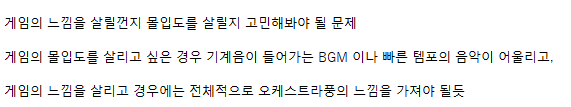 게임의 느낌을 살릴껀지 몰입도를 살릴지 고민해봐야 될 문제
게임의 몰입도를 살리고 싶은 경우 기계음이 들어가는 BGM 이나 빠른 템포의 음악이 어울리고,
게임의 느낌을 살리고 경우에는 전체적으로 오케스트라풍의 느낌을 가져야 될듯